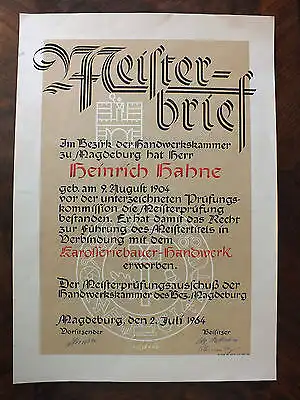 Meister-
brief
Im Bezirk der Handwerkskammer
zu Magdeburg hat Herr
Heinrich Hahne
geb. am 9. August 1904
vor der unterzeichneten Prüfungs-
kommission die Meisterprüfung
bestanden. Er hat damit das Recht
zur Führung des Meistertitels in
Verbindung mit dem
Karosseriebauer-Handwerk
erworben.
Der Meisterprüfungsausschuß der
Handwerkskammer des Bez. Magdeburg
Magdeburg, den 2. Juli 1964
Vorsitzender Beisitzer